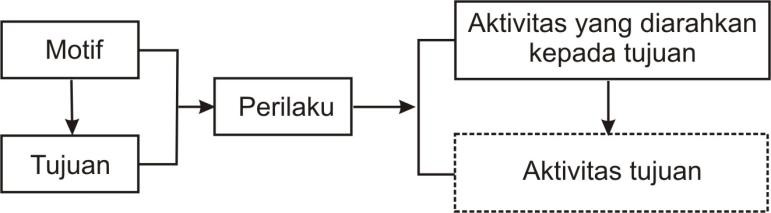 Motif
Tujuan
Perilaku
Aktivitas yang diarahkan
kepada tujuan
Aktivitas tujuan